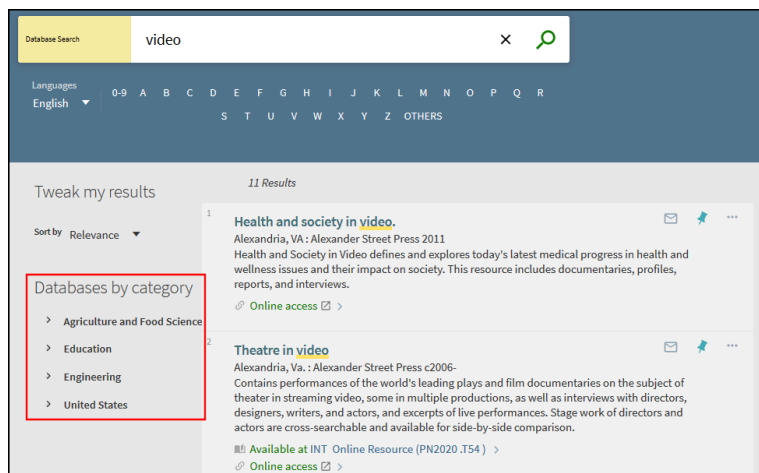 Database Search
video
Languages
English
0-9 A B C D E F G H I J K L M N O P Q R
S T U V W X Y Z OTHERS
Tweak my results
Sort by Relevance
Databases by category
Agriculture and Food Science
Education
Engineering
United States
11 Results
1
Health and society in video.
Alexandria, VA : Alexander Street Press 2011
Health and Society in Video defines and explores today's latest medical progress in health and
wellness issues and their impact on society. This resource includes documentaries, profiles,
reports, and interviews.
Online access
2
Theatre in video
Alexandria, Va. : Alexander Street Press c2006-
Contains performances of the world's leading plays and film documentaries on the subject of
theater in streaming video, some in multiple productions, as well as interviews with directors,
designers, writers, and actors, and excerpts of live performances. Stage work of directors and
actors are cross-searchable and available for side-by-side comparison.
Available at INT Online Resource (PN2020 .T54 )
Online access